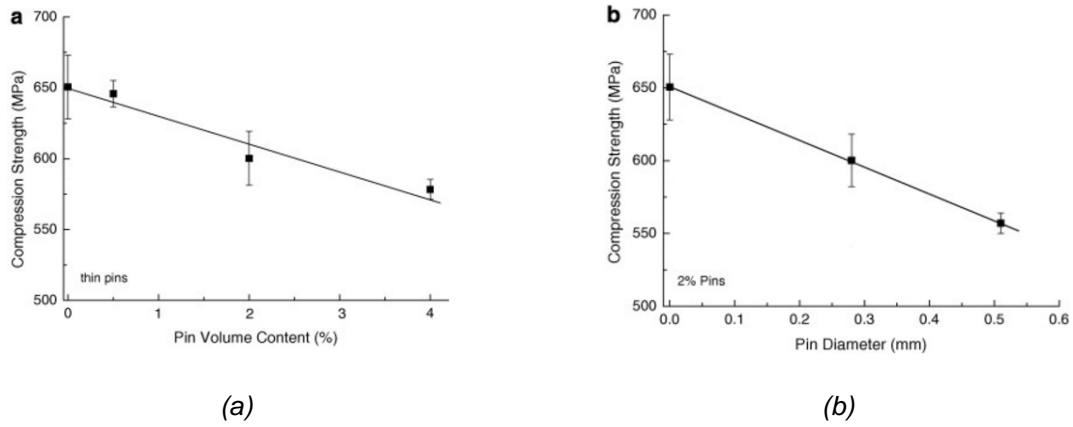 a
700
650
600
550
500
Compression Strength (MPa)
thin pins
0 1 2 3 4
Pin Volume Content (%)
(a)
b
700
650
600
550
500
Compression Strength (MPa)
2% Pins
0.0 0.1 0.2 0.3 0.4 0.5 0.6
Pin Diameter (mm)
(b)